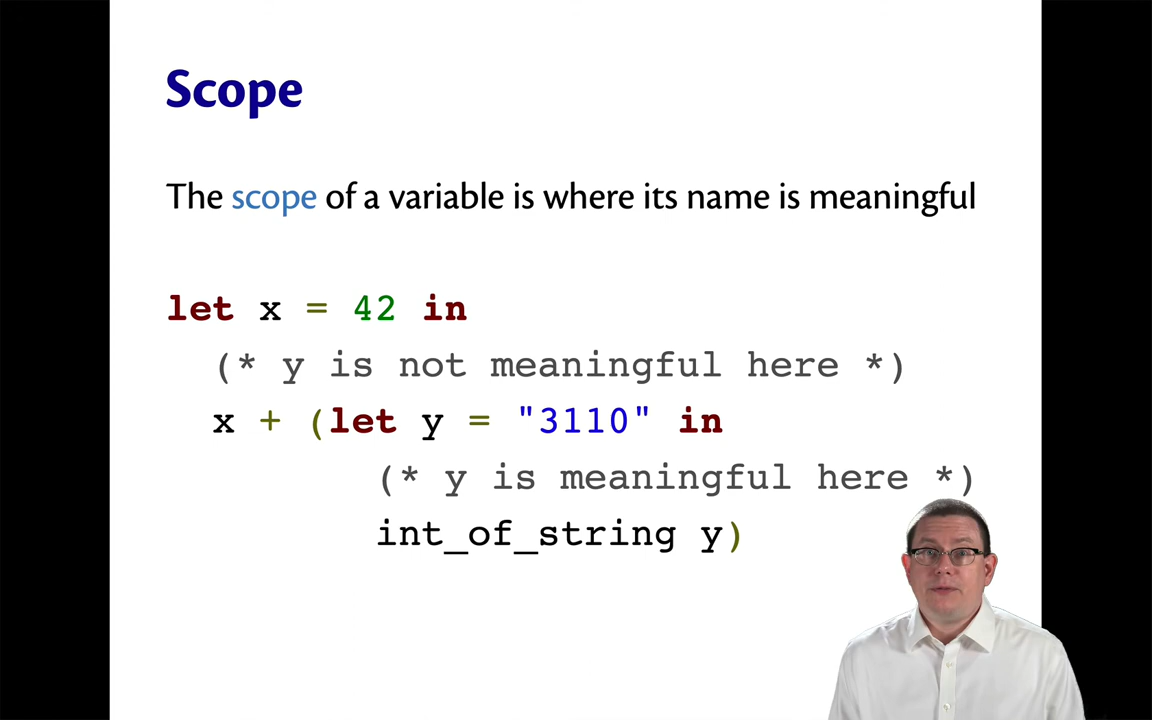 Scope
The scope of a variable is where its name is meaningful
let x = 42 in
(* y is not meaningful here *)
x + (let y = "3110" in
(* y is meaningful here *)
int_of_string y)